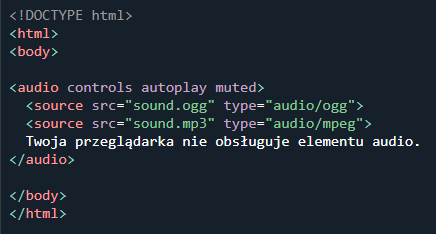 <!DOCTYPE html>
<html>
<body>
<audio controls autoplay muted>
<source src="sound.ogg" type="audio/ogg">
<source src="sound.mp3" type="audio/mpeg">
Twoja przeglądarka nie obsługuje elementu audio.
</audio>
</body>
</html>